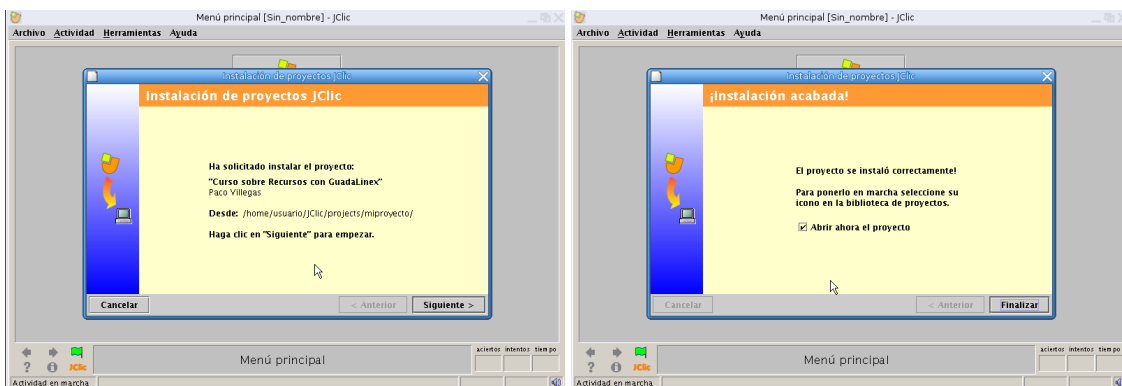 Menú principal [Sin_nombre] - JClic
Archivo Actividad Herramientas Ayuda
Instalación de proyectos JClic
Instalación de proyectos JClic
Ha solicitado instalar el proyecto:
"Curso sobre Recursos con GuadaLinex"
Paco Villegas
Desde: /home/usuario/JClic/projects/miproyecto/
Haga clic en "Siguiente" para empezar.
Cancelar < Anterior Siguiente >
aciertos intentos tiempo
Menú principal
JClic
Actividad en marcha
Menú principal [Sin_nombre] - JClic
Archivo Actividad Herramientas Ayuda
Instalación de proyectos JClic
¡Instalación acabada!
El proyecto se instaló correctamente!
Para ponerlo en marcha seleccione su
icono en la biblioteca de proyectos.
Abrir ahora el proyecto
Cancelar < Anterior Finalizar
aciertos intentos tiempo
Menú principal
JClic
Actividad en marcha